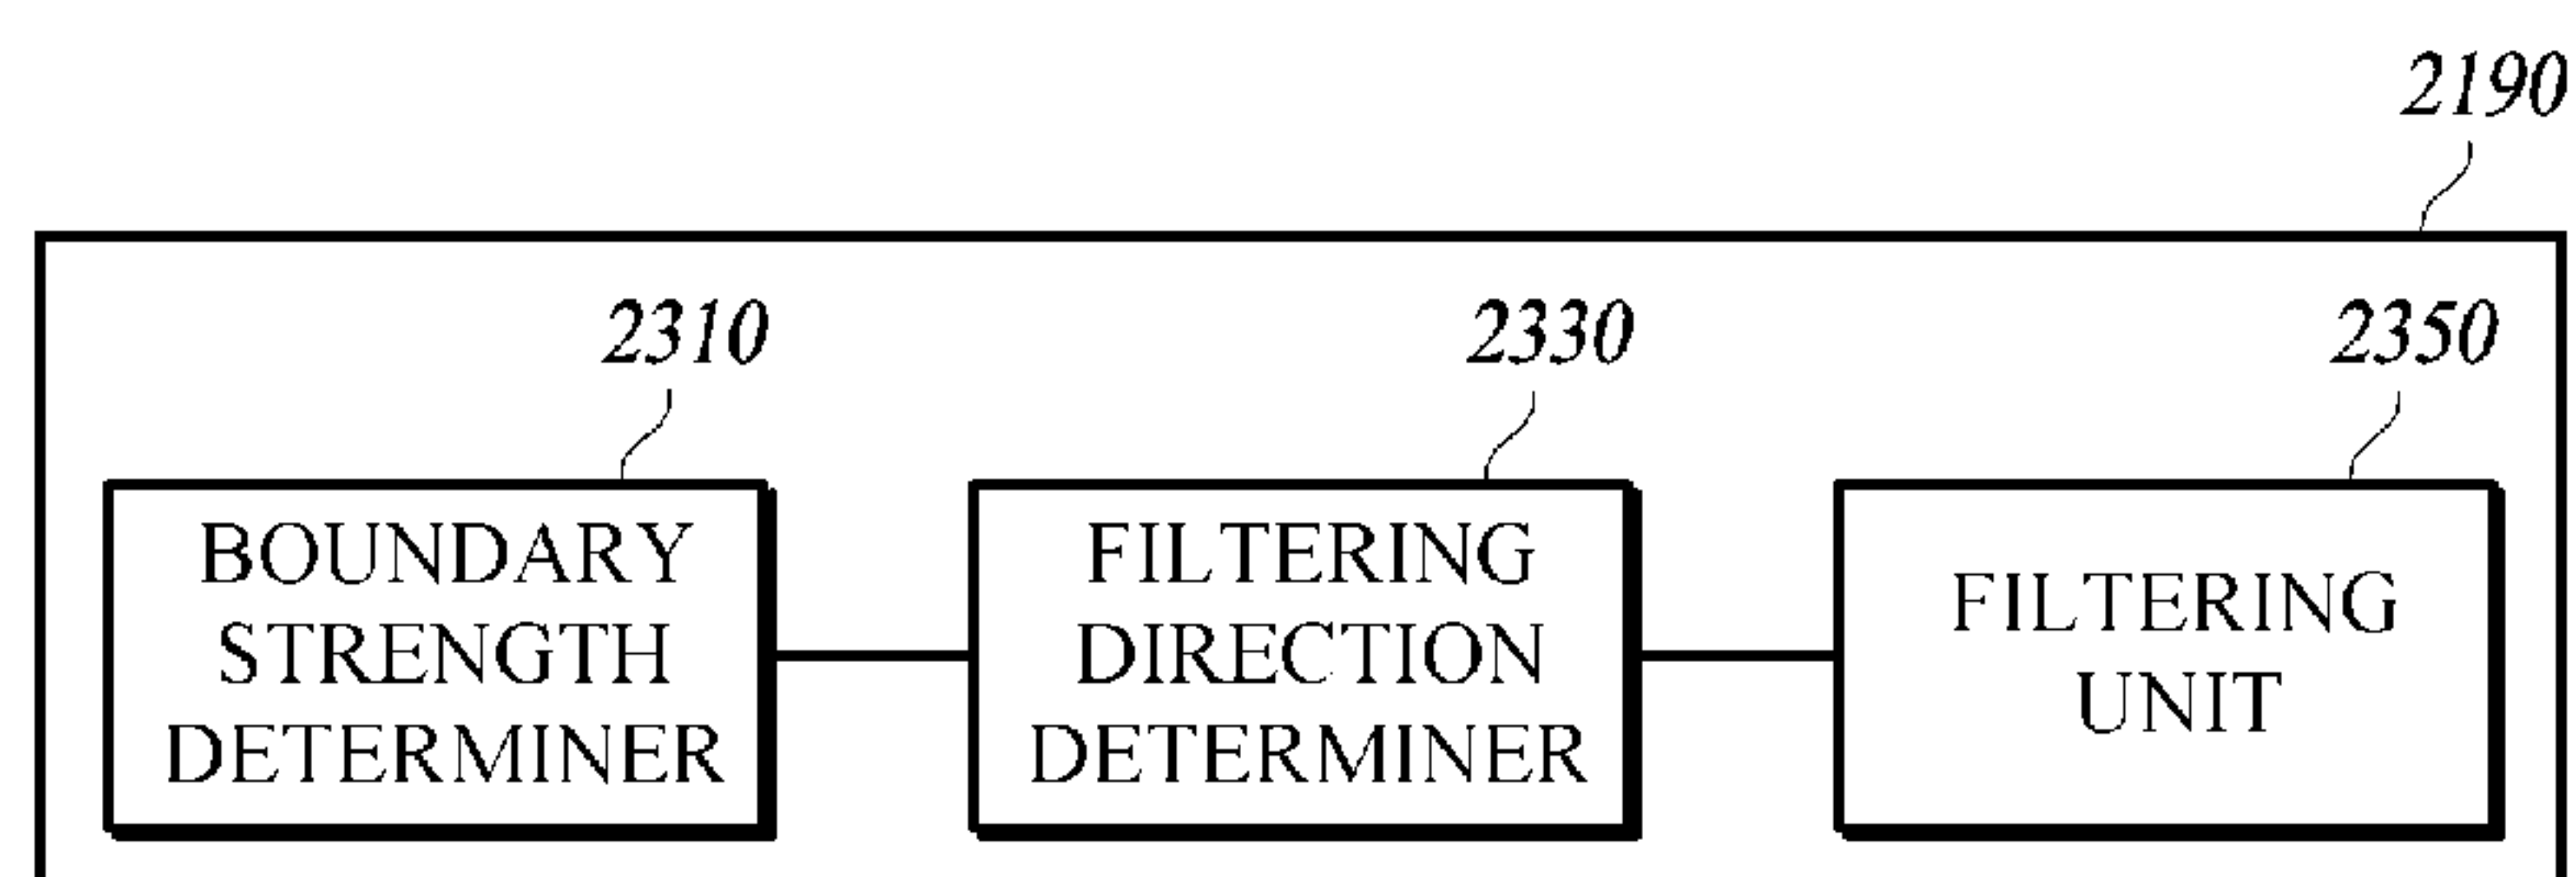 2190
2310
2330
2350
BOUNDARY
STRENGTH
DETERMINER
FILTERING
DIRECTION
DETERMINER
FILTERING
UNIT